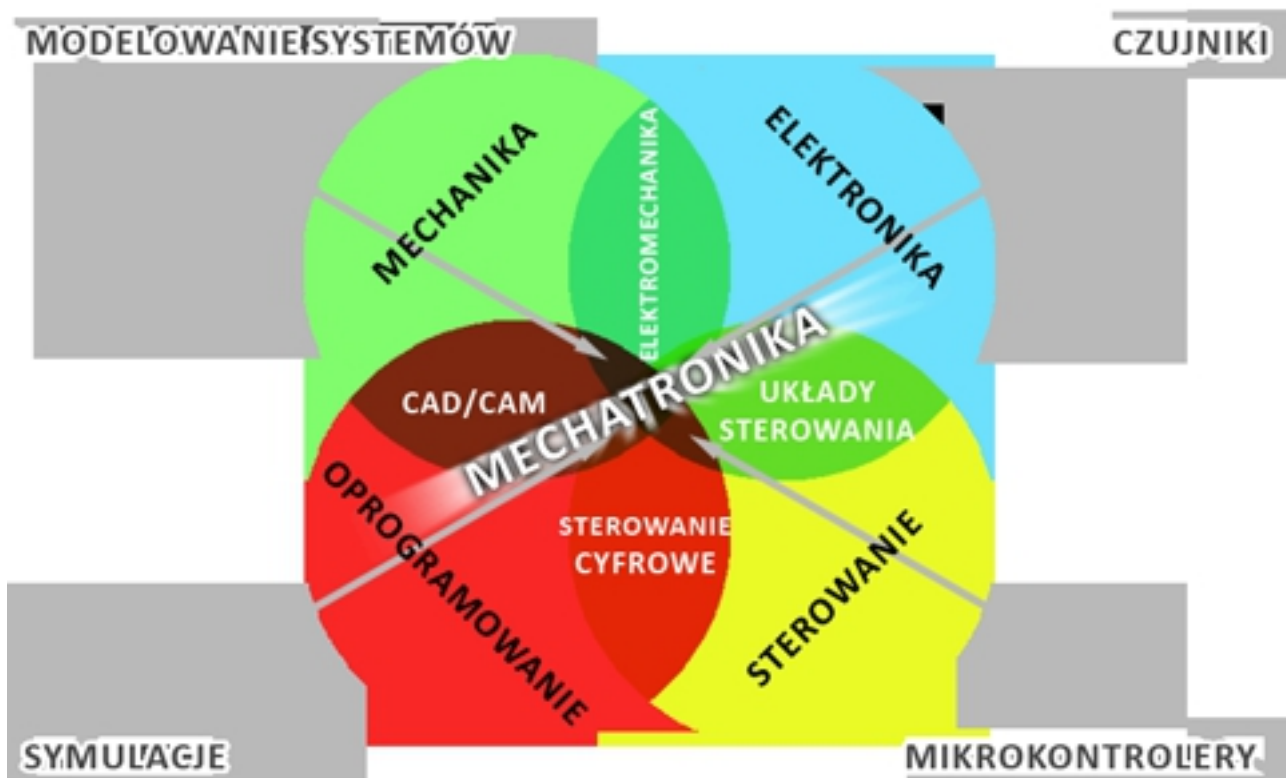 MODELOWANIE SYSTEMÓW
CZUJNIKI
MECHANIKA
ELEKTROMECHANIKA
ELEKTRONIKA
CAD/CAM
MECHATRONIKA
UKŁADY
STEROWANIA
OPROGRAMOWANIE
STEROWANIE
CYFROWE
STEROWANIE
SYMULACJE
MIKROKONTROLERY